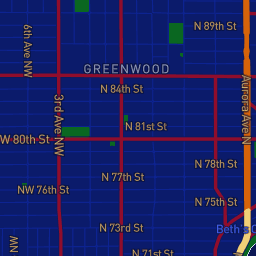 N 89th St
6th Ave NW
GREENWOOD
N 84th St
3rd Ave NW
Aurora Ave N
N 81st St
W 80th St
N 78th St
N 77th St
NW 76th St
N 75th St
N 73rd St
Beth's C
NW
N 71st St